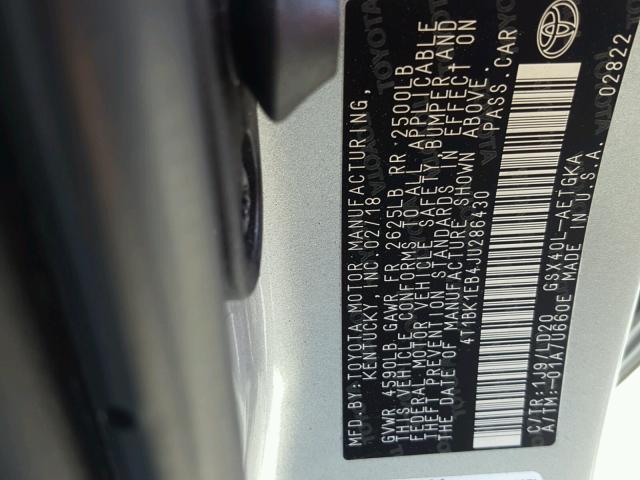 MFD.BY:TOYOTA MOTOR MANUFACTURING,
KENTUCKY, INC. 02/18
GVWR 4590LB GAWR FR 2625LB RR 2500LB
THIS VEHICLE CONFORMS TO ALL APPLICABLE
FEDERAL MOTOR VEHICLE SAFETY, BUMPER, AND
THEFT PREVENTION STANDARDS IN EFFECT ON
THE DATE OF MANUFACTURE SHOWN ABOVE.
4T1BK1EB4JU286430 PASS.CAR
C/TR:1J9/LD20 GSX40L-AETGKA
A/TM:-01A/U660E MADE IN U.S.A.
02822
TOYOTA